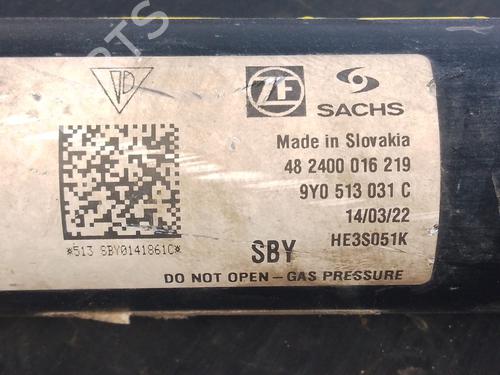 PARTS
ZF
SACHS
Made in Slovakia
48 2400 016 219
9Y0 513 031 C
14/03/22
SBY HE3S051K
*513 SBY0141861C*
DO NOT OPEN - GAS PRESSURE